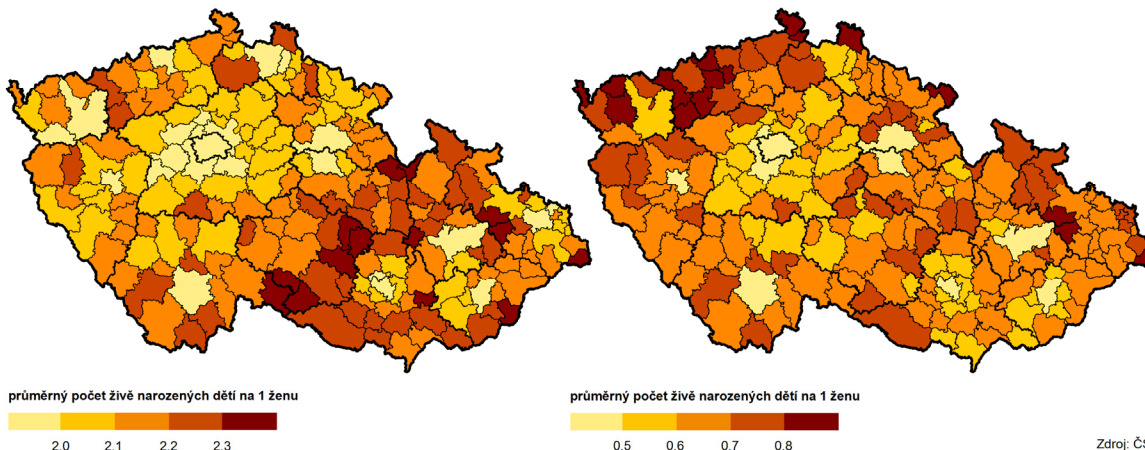 průměrný počet živě narozených dětí na 1 ženu
2.0 2.1 2.2 2.3
průměrný počet živě narozených dětí na 1 ženu
0.5 0.6 0.7 0.8
Zdroj: ČS